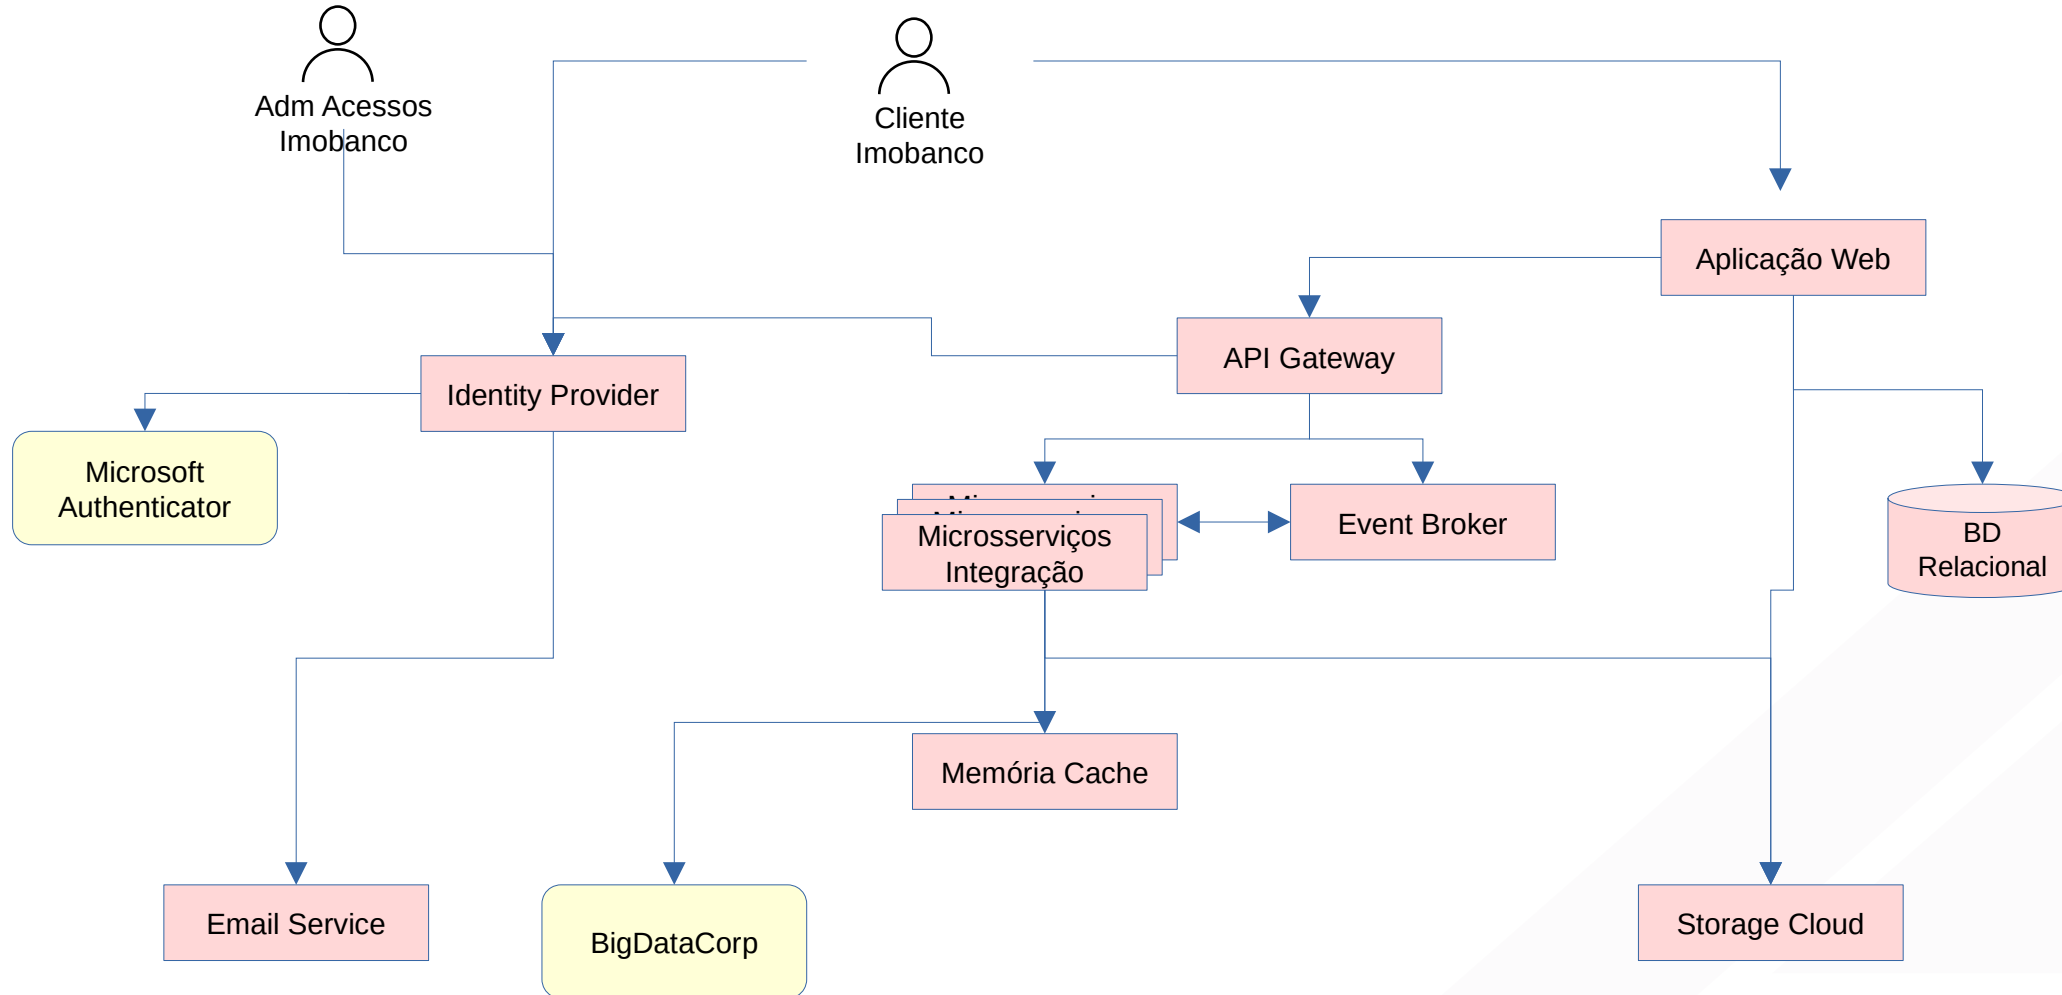 Adm Acessos
Imobanco
Cliente
Imobanco
Aplicação Web
API Gateway
Identity Provider
Microsoft
Authenticator
Microsserviços
Integração
Event Broker
BD
Relacional
Memória Cache
Email Service
BigDataCorp
Storage Cloud